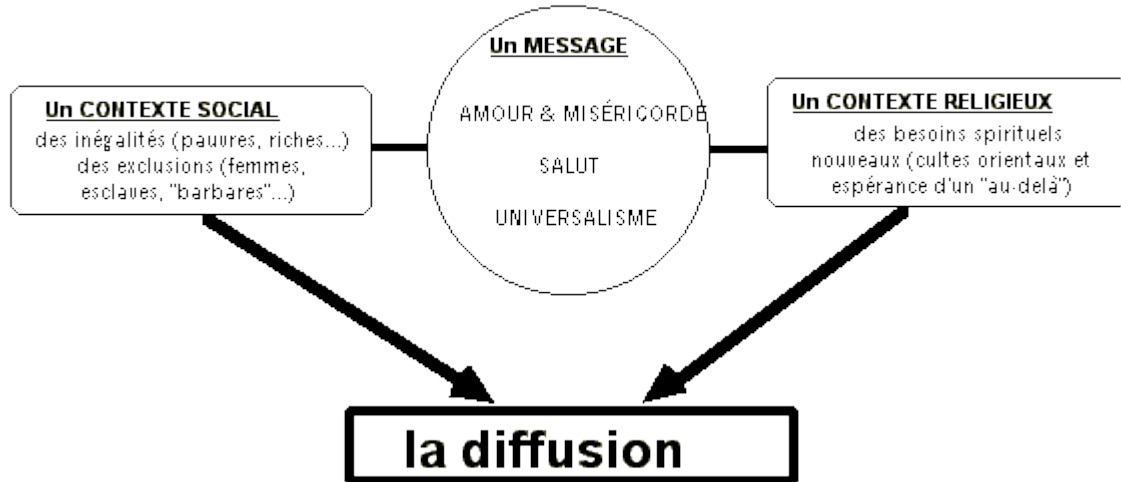 Un MESSAGE
AMOUR & MISÉRICORDE
SALUT
UNIVERSALISME
Un CONTEXTE SOCIAL
des inégalités (pauvres, riches...)
des exclusions (femmes,
esclaves, "barbares"...)
Un CONTEXTE RELIGIEUX
des besoins spirituels
nouveaux (cultes orientaux et
espérance d'un "au-delà")
la diffusion